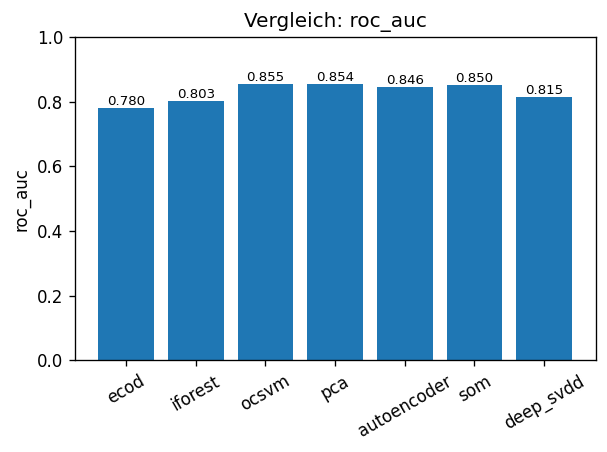 Vergleich: roc_auc
roc_auc
1.0
0.8
0.6
0.4
0.2
0.0
0.780
0.803
0.855
0.854
0.846
0.850
0.815
ecod
iforest
ocsvm
pca
autoencoder
som
deep_svdd